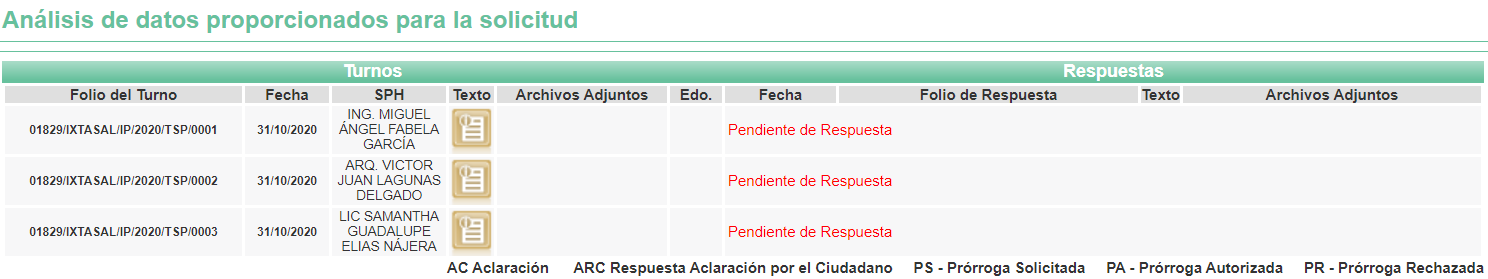 Análisis de datos proporcionados para la solicitud
Turnos Respuestas
Folio del Turno Fecha SPH Texto Archivos Adjuntos Edo. Fecha Folio de Respuesta Texto Archivos Adjuntos
01829/IXTASAL/IP/2020/TSP/0001 31/10/2020 ING. MIGUEL
ÁNGEL FABELA
GARCÍA
Pendiente de Respuesta
01829/IXTASAL/IP/2020/TSP/0002 31/10/2020 ARQ. VICTOR
JUAN LAGUNAS
DELGADO
Pendiente de Respuesta
01829/IXTASAL/IP/2020/TSP/0003 31/10/2020 LIC SAMANTHA
GUADALUPE
ELIAS NÁJERA
Pendiente de Respuesta
AC Aclaración ARC Respuesta Aclaración por el Ciudadano PS - Prórroga Solicitada PA - Prórroga Autorizada PR - Prórroga Rechazada